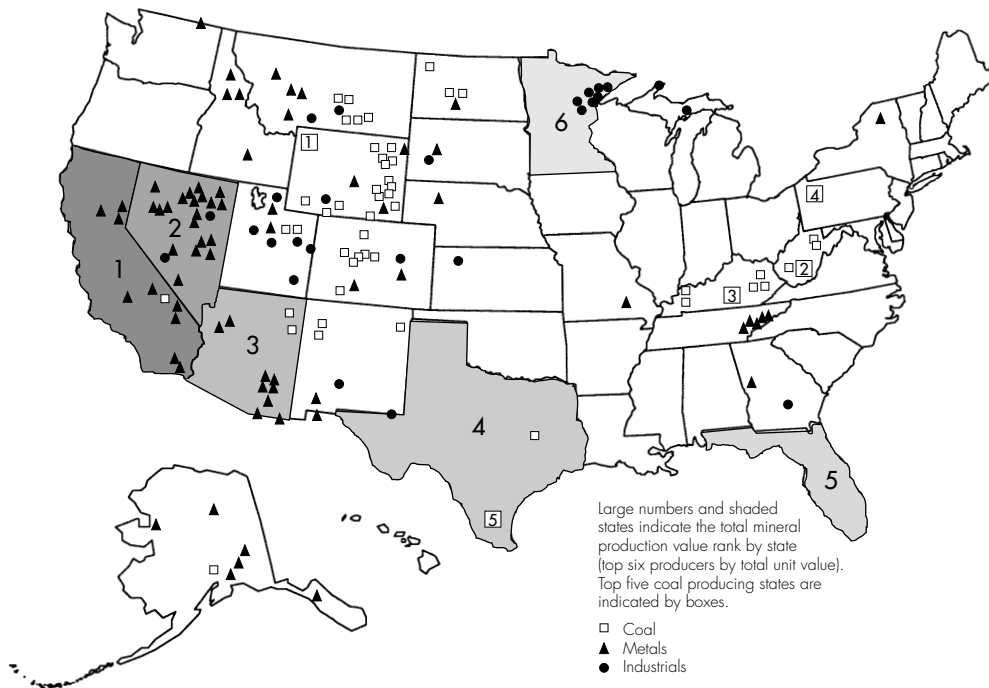 1
6
4
2
2
1
3
3
4
5
5
Large numbers and shaded
states indicate the total mineral
production value rank by state
(top six producers by total unit value).
Top five coal producing states are
indicated by boxes.
Coal
Metals
Industrials